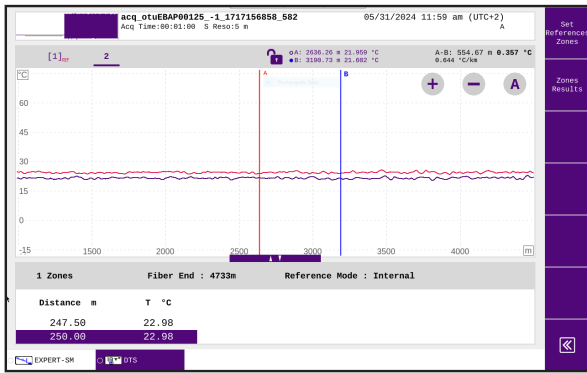 acq_otuEBAP00125_-1_1717156858_582
05/31/2024 11:59 am (UTC+2)
Acq Time:00:01:00 S Reso:5 m
A
Set
References
Zones
Zones
Results
[1]REF
2
A: 2636.26 m 21.959 °C
B: 3190.73 m 21.602 °C
A-B: 554.67 m 0.357 °C
0.644 °C/km
°C
A
B
+
−
A
60
45
30
15
0
-15
1500
2000
2500
3000
3500
4000
m
1 Zones
Fiber End : 4733m
Reference Mode : Internal
Distance m
T °C
247.50
22.98
250.00
22.98
EXPERT-SM
DTS